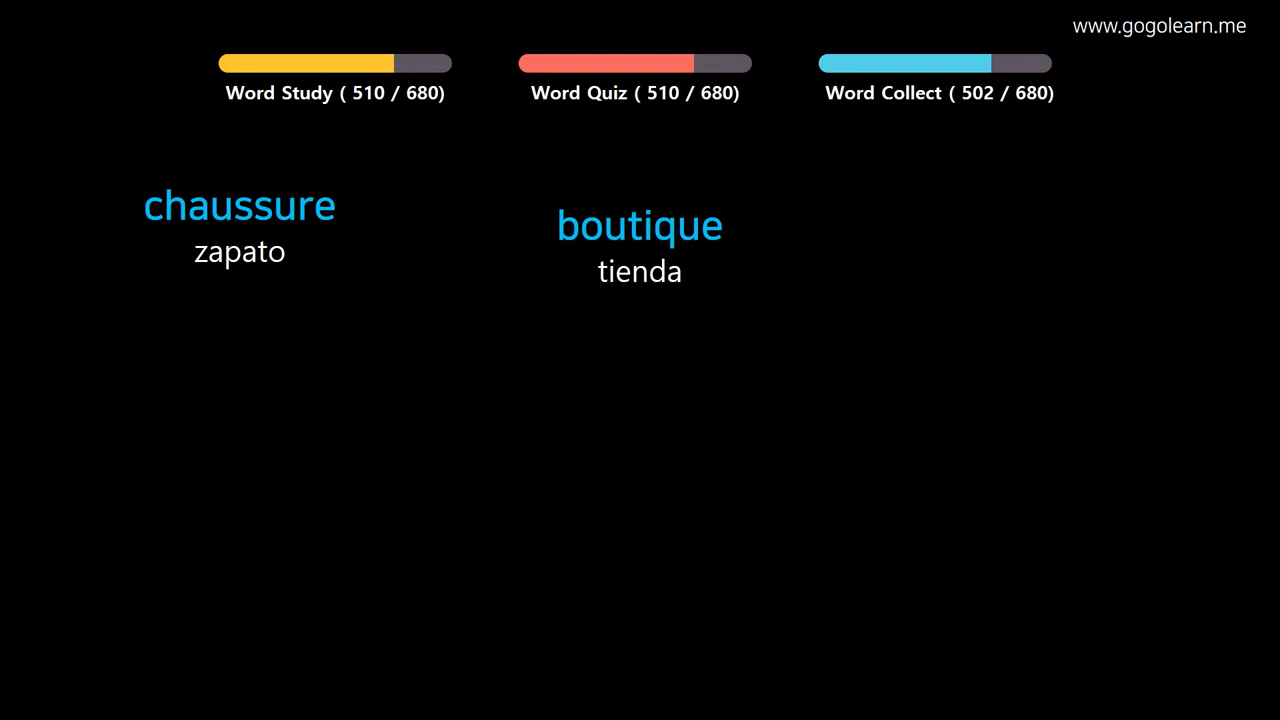 www.gogolearn.me
Word Study ( 510 / 680)
Word Quiz ( 510 / 680)
Word Collect ( 502 / 680)
chaussure
zapato
boutique
tienda